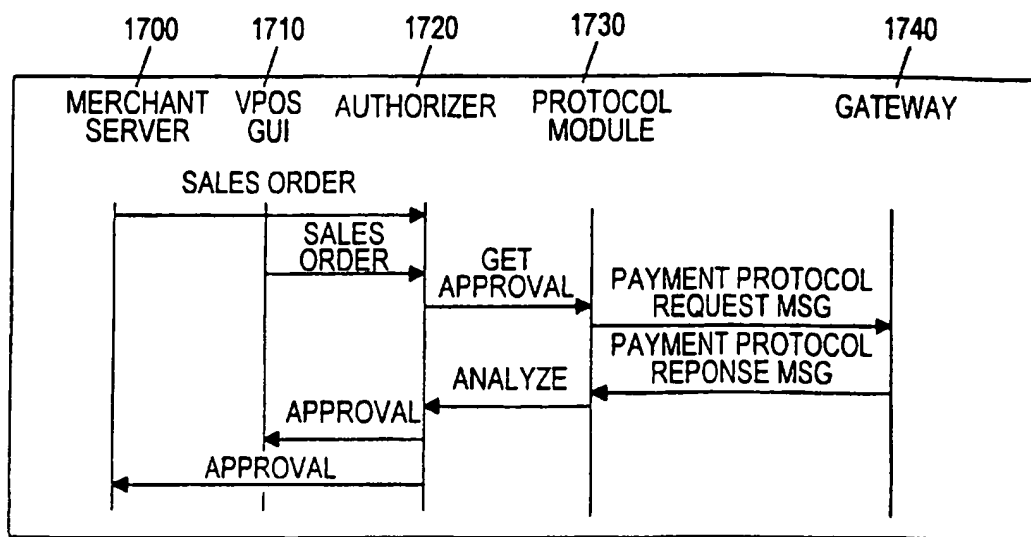 1700
1710
1720
1730
1740
MERCHANT
SERVER
VPOS
GUI
AUTHORIZER
PROTOCOL
MODULE
GATEWAY
SALES ORDER
SALES
ORDER
GET
APPROVAL
PAYMENT PROTOCOL
REQUEST MSG
PAYMENT PROTOCOL
REPONSE MSG
ANALYZE
APPROVAL
APPROVAL